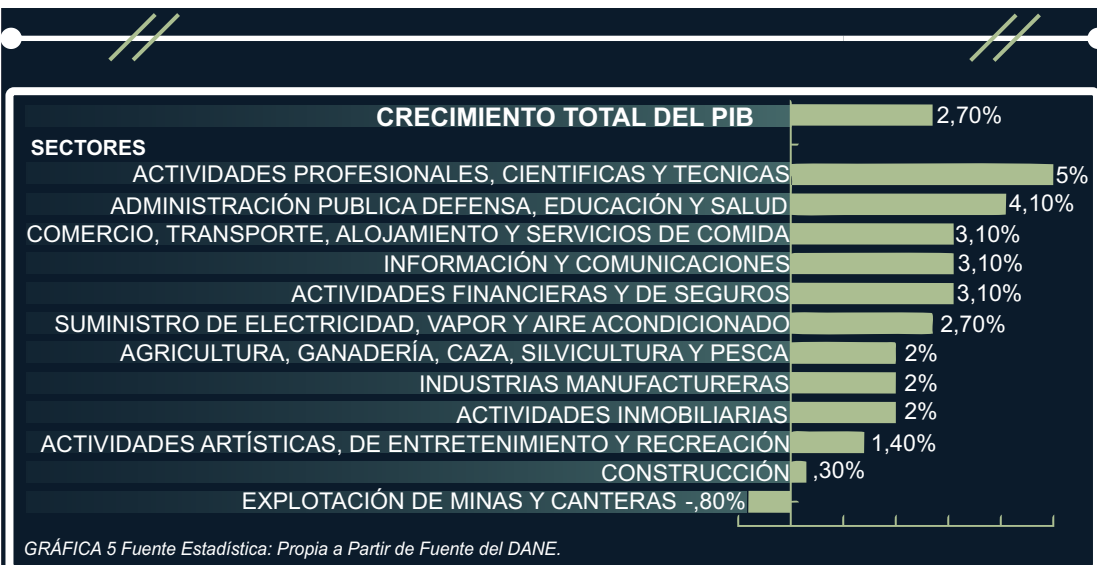 CRECIMIENTO TOTAL DEL PIB 2,70%
SECTORES
ACTIVIDADES PROFESIONALES, CIENTIFICAS Y TECNICAS 5%
ADMINISTRACIÓN PUBLICA DEFENSA, EDUCACIÓN Y SALUD 4,10%
COMERCIO, TRANSPORTE, ALOJAMIENTO Y SERVICIOS DE COMIDA 3,10%
INFORMACIÓN Y COMUNICACIONES 3,10%
ACTIVIDADES FINANCIERAS Y DE SEGUROS 3,10%
SUMINISTRO DE ELECTRICIDAD, VAPOR Y AIRE ACONDICIONADO 2,70%
AGRICULTURA, GANADERÍA, CAZA, SILVICULTURA Y PESCA 2%
INDUSTRIAS MANUFACTURERAS 2%
ACTIVIDADES INMOBILIARIAS 2%
ACTIVIDADES ARTÍSTICAS, DE ENTRETENIMIENTO Y RECREACIÓN 1,40%
CONSTRUCCIÓN ,30%
EXPLOTACIÓN DE MINAS Y CANTERAS -,80%
GRÁFICA 5 Fuente Estadística: Propia a Partir de Fuente del DANE.